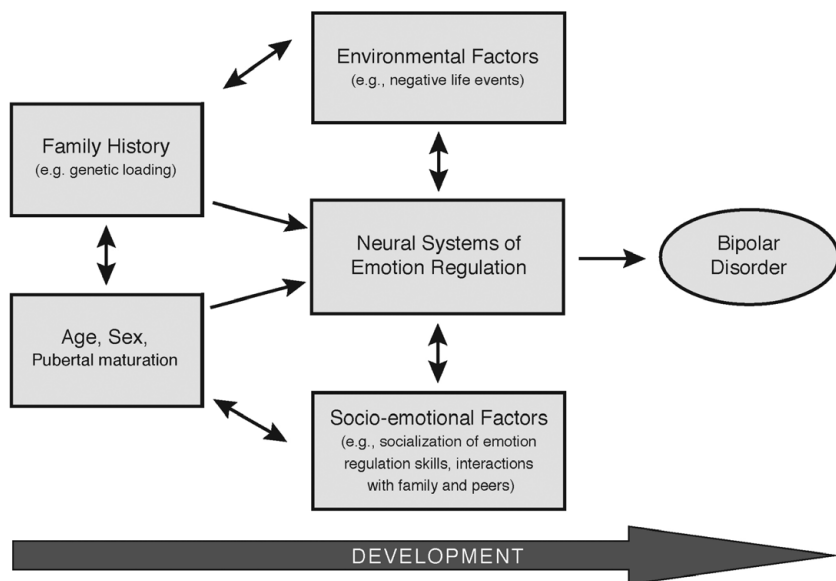 Environmental Factors
(e.g., negative life events)
Family History
(e.g. genetic loading)
Neural Systems of
Emotion Regulation
Bipolar
Disorder
Age, Sex,
Pubertal maturation
Socio-emotional Factors
(e.g., socialization of emotion
regulation skills, interactions
with family and peers)
DEVELOPMENT